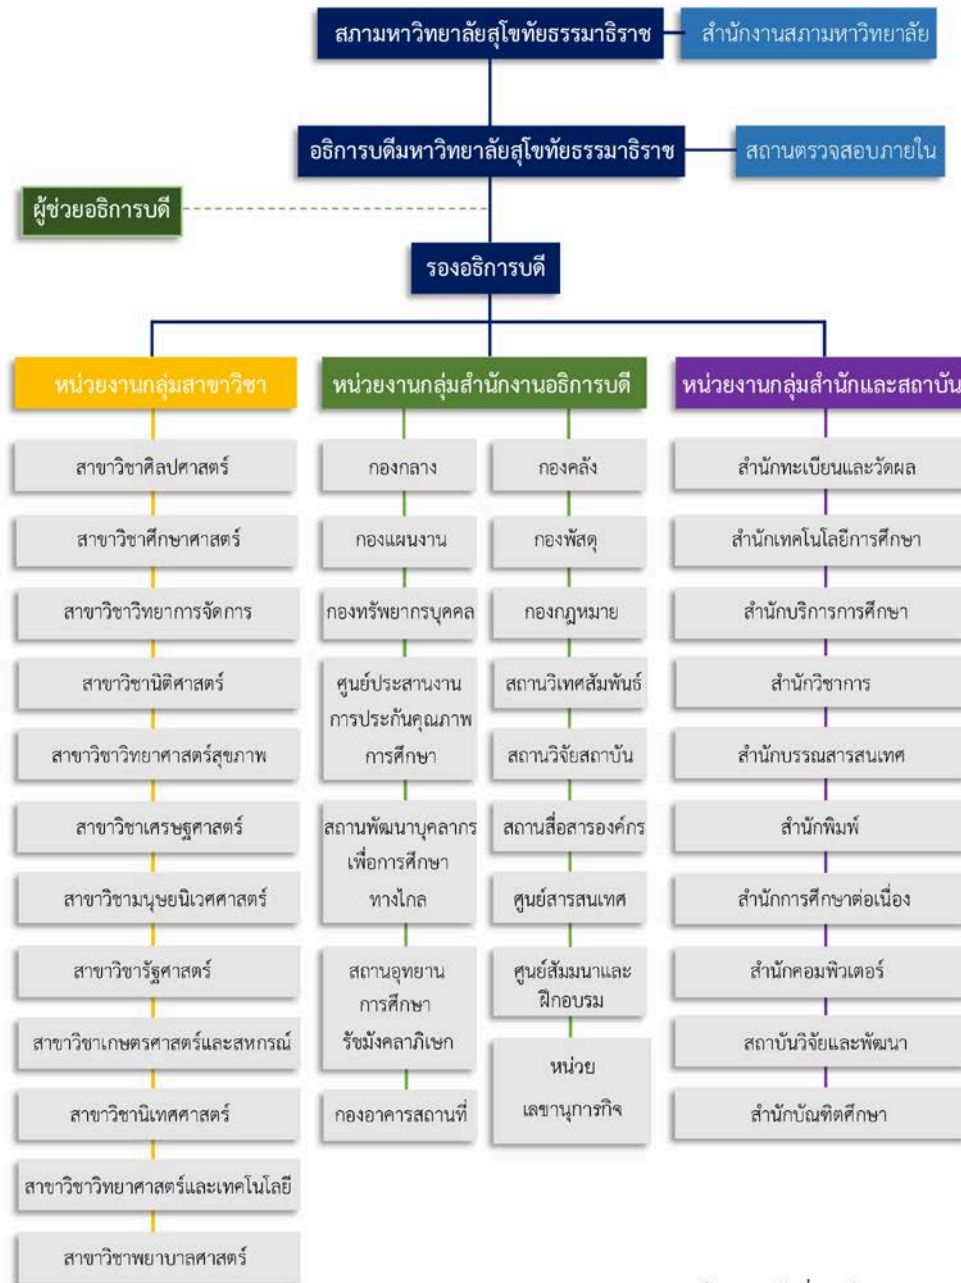 สภามหาวิทยาลัยสุโขทัยธรรมาธิราช
สำนักงานสภามหาวิทยาลัย
อธิการบดีมหาวิทยาลัยสุโขทัยธรรมาธิราช
สถานตรวจสอบภายใน
ผู้ช่วยอธิการบดี
รองอธิการบดี
หน่วยงานกลุ่มสาขาวิชา
สาขาวิชาศิลปศาสตร์
สาขาวิชาศึกษาศาสตร์
สาขาวิชาวิทยาการจัดการ
สาขาวิชานิติศาสตร์
สาขาวิชาวิทยาศาสตร์สุขภาพ
สาขาวิชาเศรษฐศาสตร์
สาขาวิชามนุษยนิเวศศาสตร์
สาขาวิชารัฐศาสตร์
สาขาวิชาเกษตรศาสตร์และสหกรณ์
สาขาวิชานิเทศศาสตร์
สาขาวิชาวิทยาศาสตร์และเทคโนโลยี
สาขาวิชาพยาบาลศาสตร์
หน่วยงานกลุ่มสำนักงานอธิการบดี
กองกลาง
กองแผนงาน
กองทรัพยากรบุคคล
ศูนย์ประสานงาน
การประกันคุณภาพ
การศึกษา
สถานพัฒนาบุคลากร
เพื่อการศึกษา
ทางไกล
สถานอุทยาน
การศึกษา
รัชมังคลาภิเษก
กองอาคารสถานที่
กองคลัง
กองพัสดุ
กองกฎหมาย
สถานวิเทศสัมพันธ์
สถานวิจัยสถาบัน
สถานสื่อสารองค์กร
ศูนย์สารสนเทศ
ศูนย์สัมมนาและ
ฝึกอบรม
หน่วย
เลขานุการกิจ
หน่วยงานกลุ่มสำนักและสถาบัน
สำนักทะเบียนและวัดผล
สำนักเทคโนโลยีการศึกษา
สำนักบริการการศึกษา
สำนักวิชาการ
สำนักบรรณสารสนเทศ
สำนักพิมพ์
สำนักการศึกษาต่อเนื่อง
สำนักคอมพิวเตอร์
สถาบันวิจัยและพัฒนา
สำนักบัณฑิตศึกษา